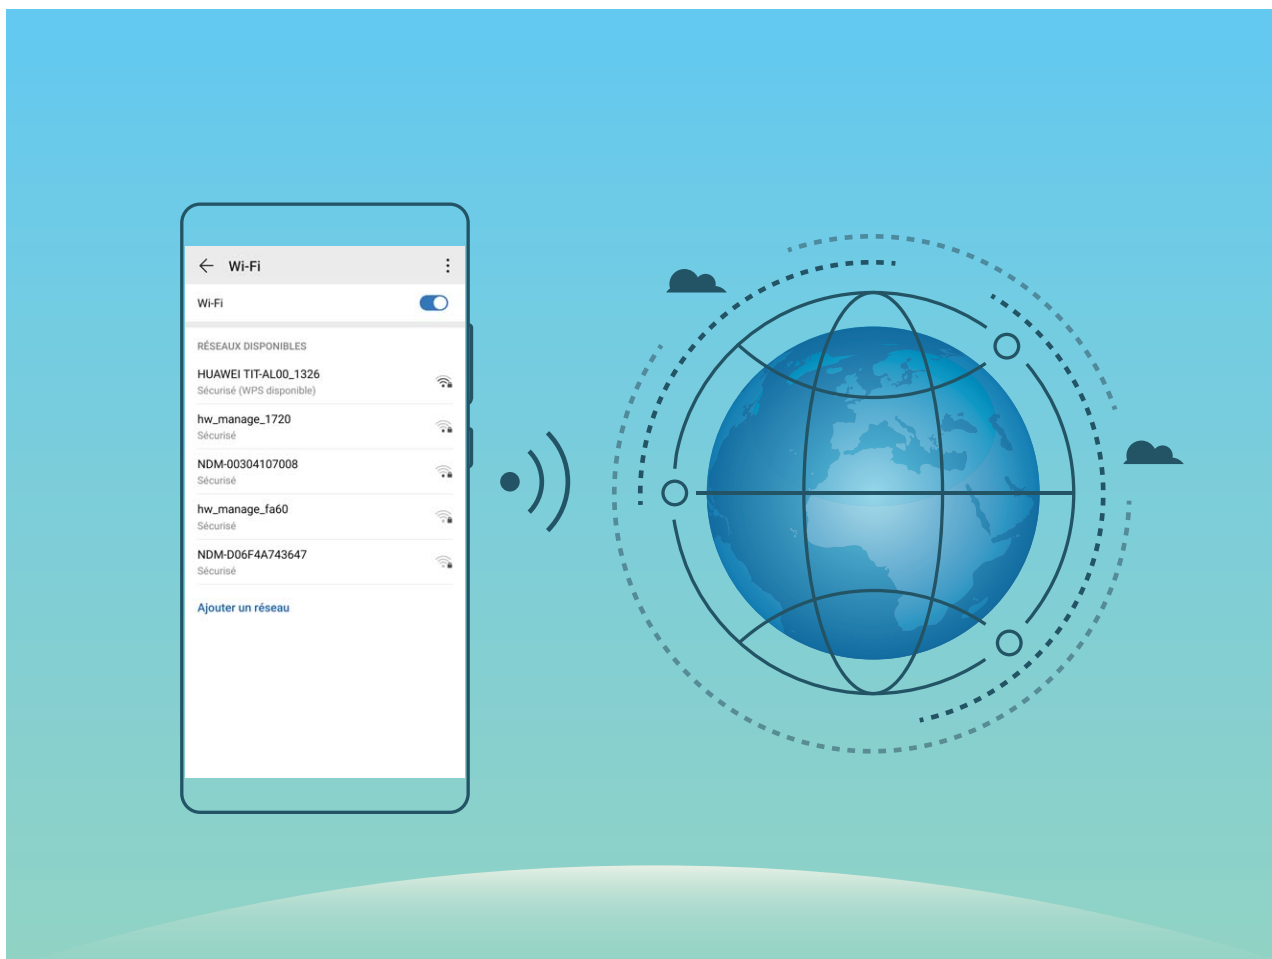 Wi-Fi
Wi-Fi
RÉSEAUX DISPONIBLES
HUAWEI TIT-AL00_1326
Sécurisé (WPS disponible)
hw_manage_1720
Sécurisé
NDM-00304107008
Sécurisé
hw_manage_fa60
Sécurisé
NDM-D06F4A743647
Sécurisé
Ajouter un réseau